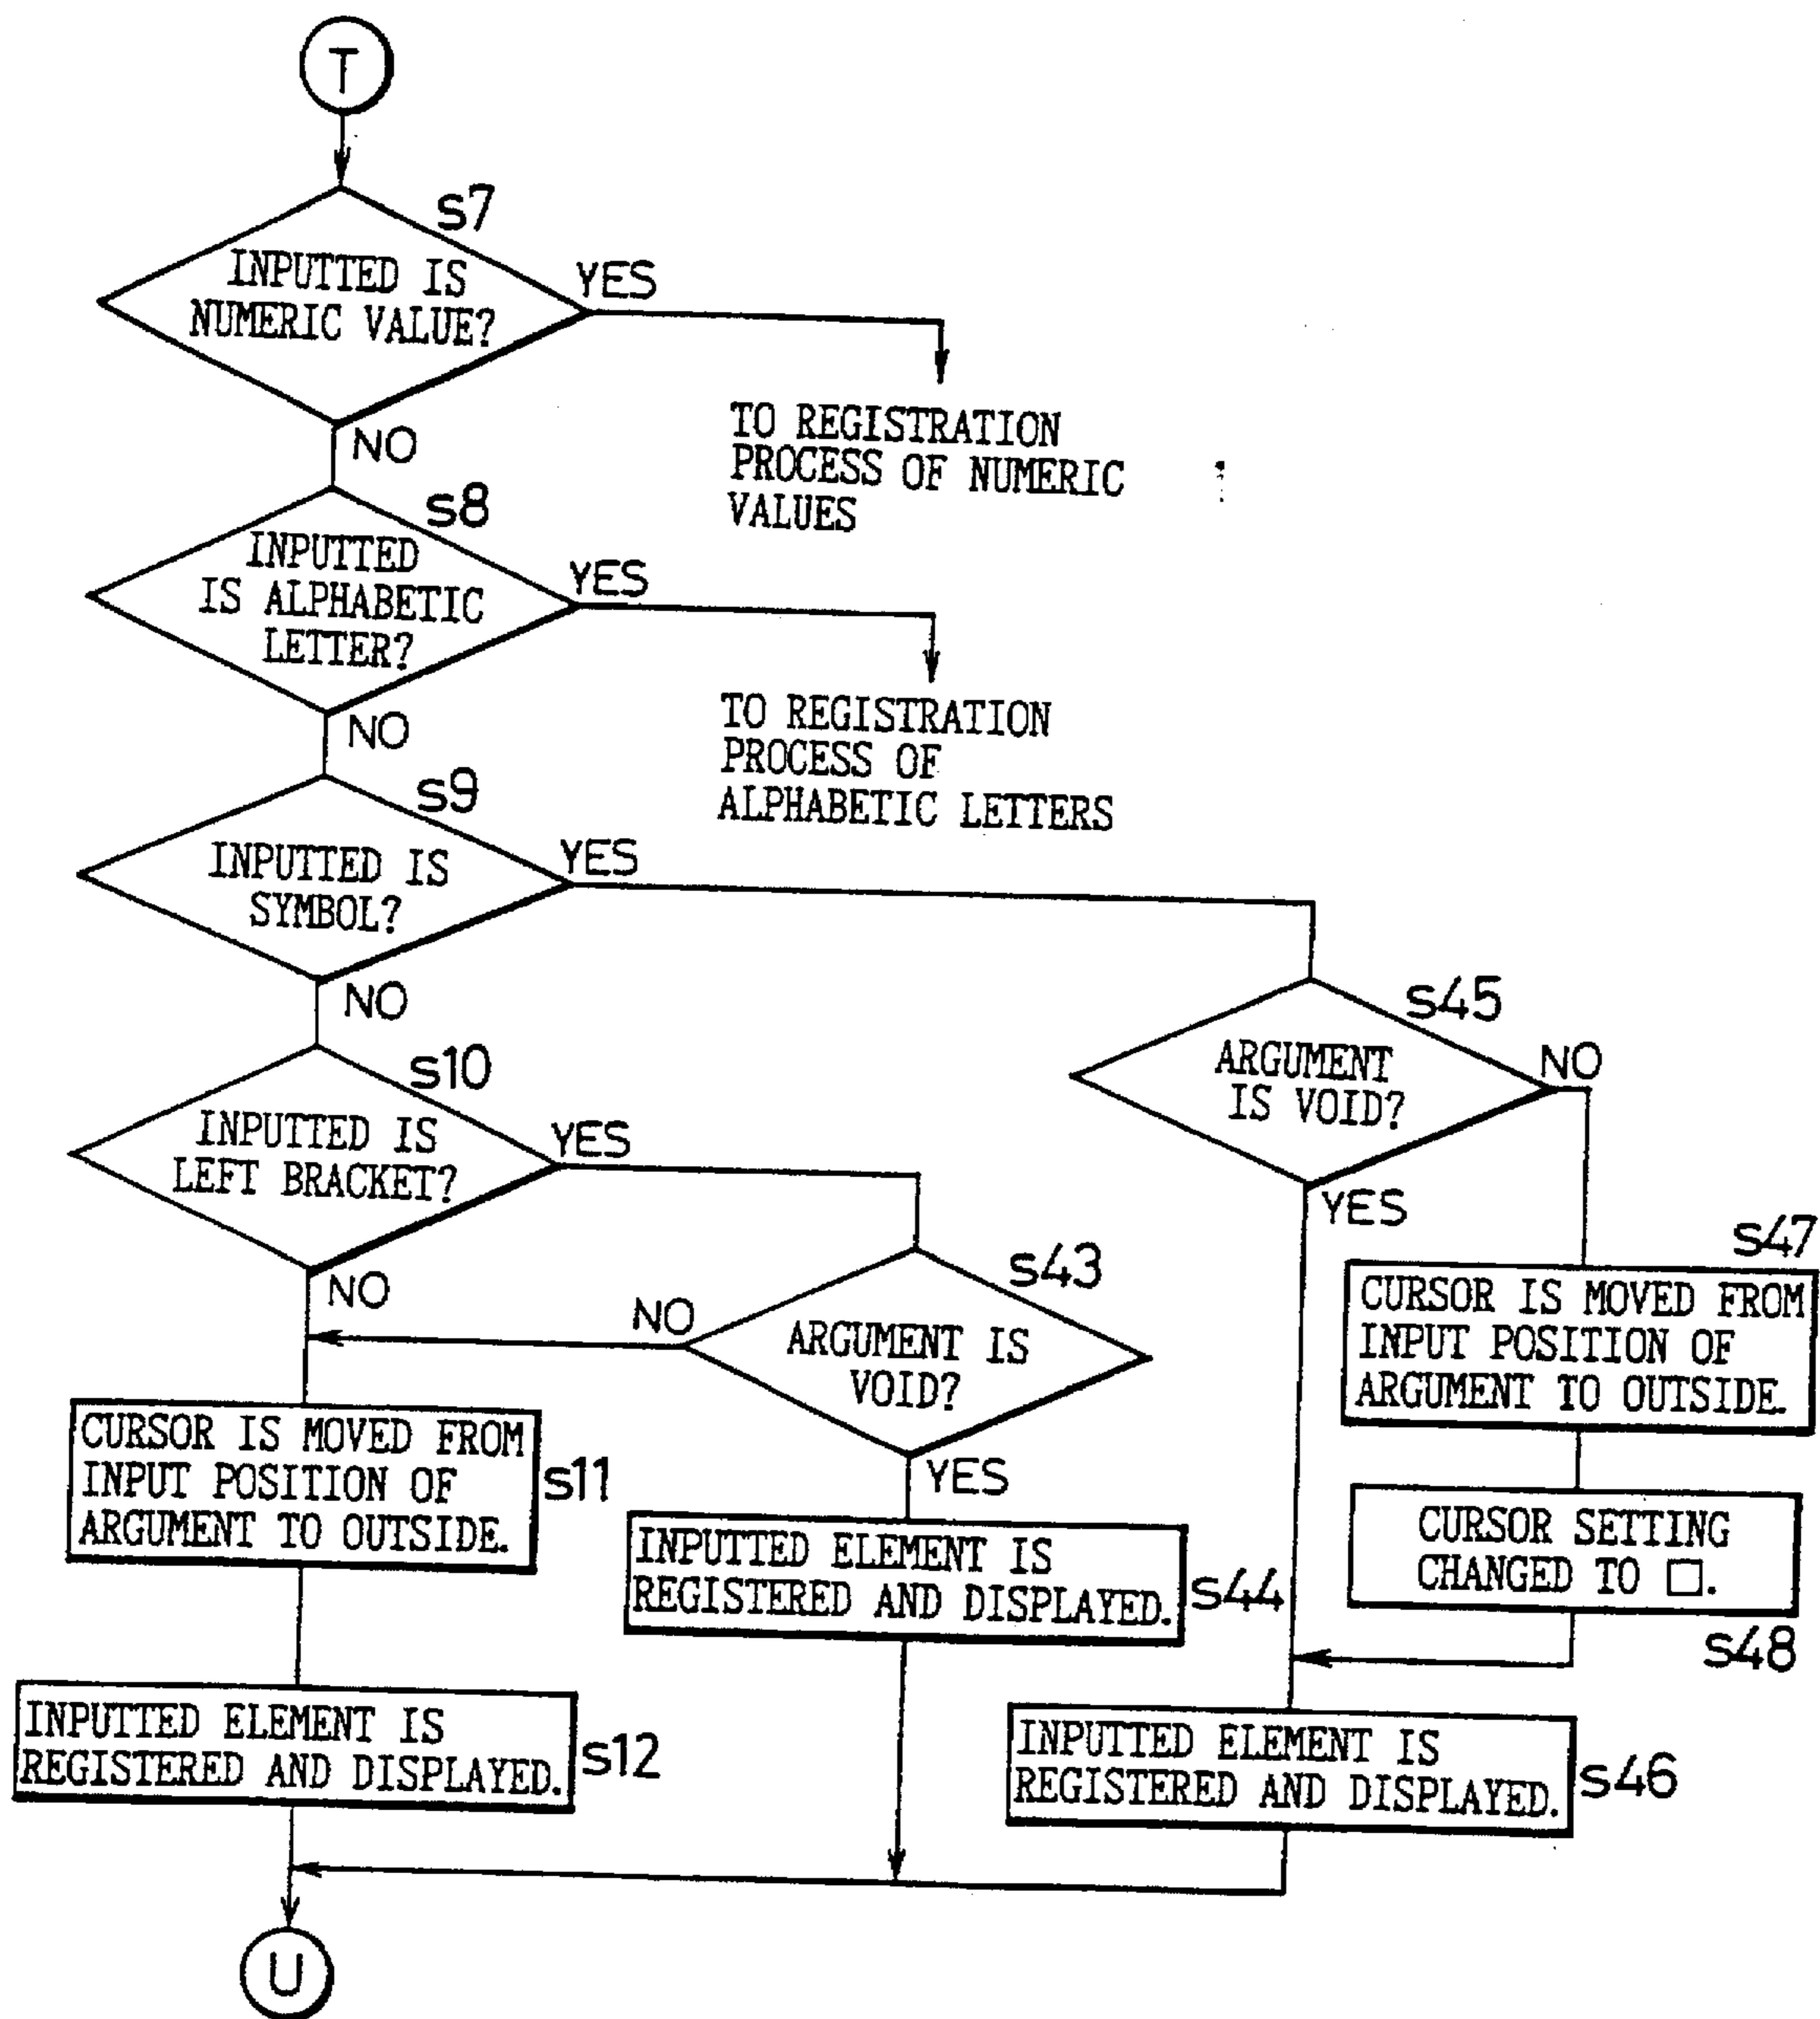 T
s7
INPUTTED IS
NUMERIC VALUE?
YES
NO
TO REGISTRATION
PROCESS OF NUMERIC
VALUES
s8
INPUTTED
IS ALPHABETIC
LETTER?
YES
NO
TO REGISTRATION
PROCESS OF
ALPHABETIC LETTERS
s9
INPUTTED IS
SYMBOL?
YES
NO
s45
ARGUMENT
IS VOID?
NO
YES
s10
INPUTTED IS
LEFT BRACKET?
YES
NO
s43
ARGUMENT IS
VOID?
NO
YES
s47
CURSOR IS MOVED FROM
INPUT POSITION OF
ARGUMENT TO OUTSIDE.
CURSOR IS MOVED FROM
INPUT POSITION OF
ARGUMENT TO OUTSIDE.
s11
INPUTTED ELEMENT IS
REGISTERED AND DISPLAYED.
s44
CURSOR SETTING
CHANGED TO □.
s48
INPUTTED ELEMENT IS
REGISTERED AND DISPLAYED.
s12
INPUTTED ELEMENT IS
REGISTERED AND DISPLAYED.
s46
U